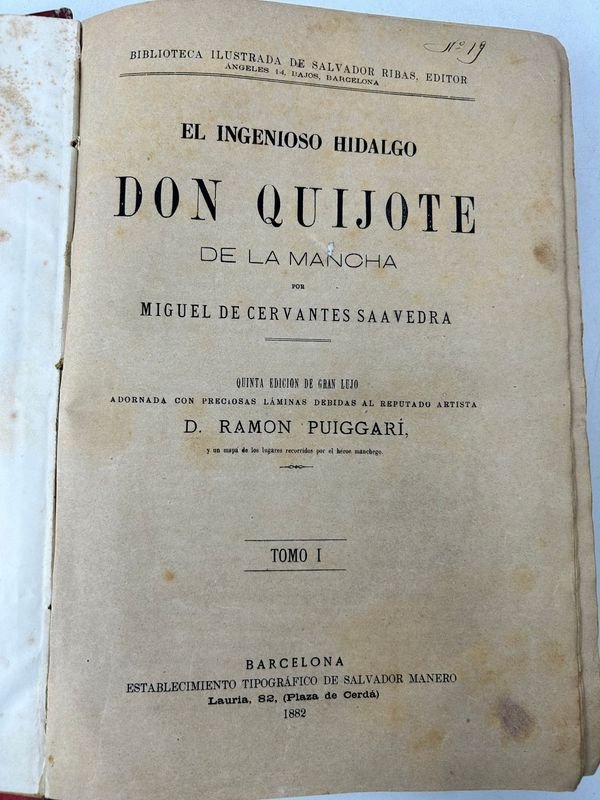 Nº 19
BIBLIOTECA ILUSTRADA DE SALVADOR RIBAS, EDITOR
ÁNGELES 14, BAJOS, BARCELONA
EL INGENIOSO HIDALGO
DON QUIJOTE
DE LA MANCHA
POR
MIGUEL DE CERVANTES SAAVEDRA
QUINTA EDICION DE GRAN LUJO
ADORNADA CON PRECIOSAS LÁMINAS DEBIDAS AL REPUTADO ARTISTA
D. RAMON PUIGGARÍ,
y un mapa de los lugares recorridos por el héroe manchego.
TOMO I
BARCELONA
ESTABLECIMIENTO TIPOGRÁFICO DE SALVADOR MANERO
Lauria, 82, (Plaza de Cerdá)
1882